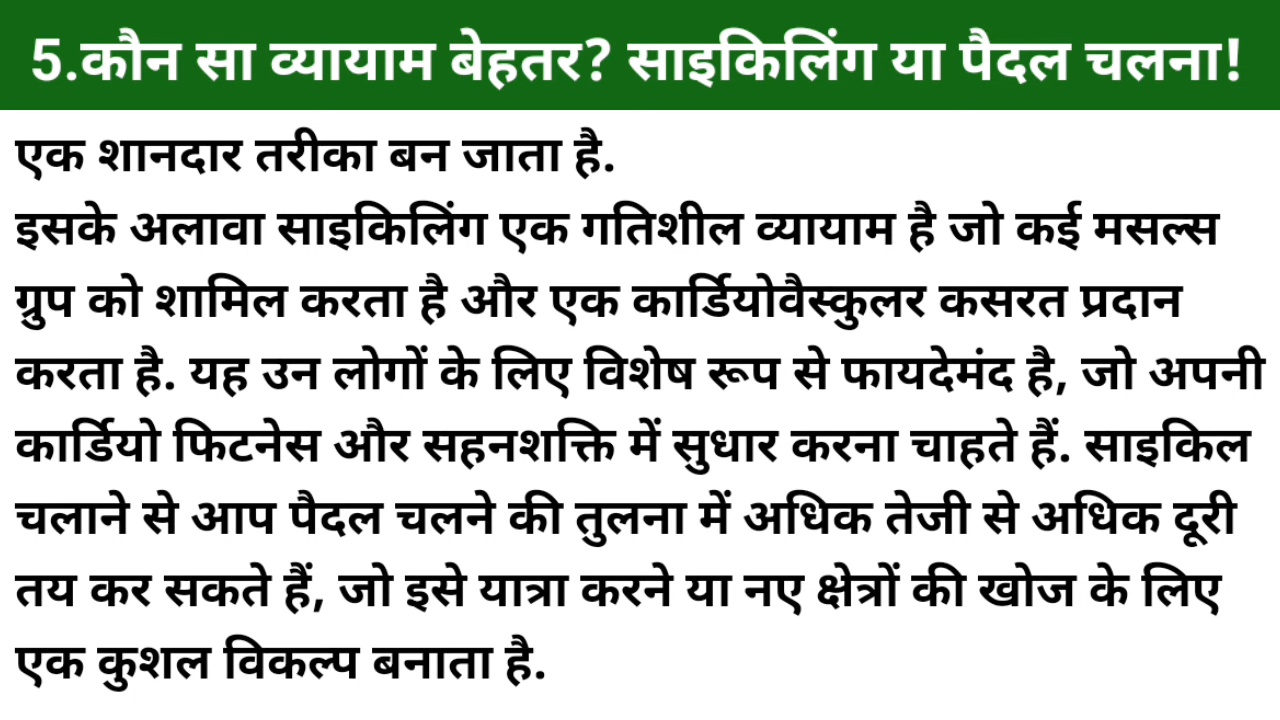 5.कौन सा व्यायाम बेहतर? साइकिलिंग या पैदल चलना!
एक शानदार तरीका बन जाता है.
इसके अलावा साइकिलिंग एक गतिशील व्यायाम है जो कई मसल्स
ग्रुप को शामिल करता है और एक कार्डियोवैस्कुलर कसरत प्रदान
करता है. यह उन लोगों के लिए विशेष रूप से फायदेमंद है, जो अपनी
कार्डियो फिटनेस और सहनशक्ति में सुधार करना चाहते हैं. साइकिल
चलाने से आप पैदल चलने की तुलना में अधिक तेजी से अधिक दूरी
तय कर सकते हैं, जो इसे यात्रा करने या नए क्षेत्रों की खोज के लिए
एक कुशल विकल्प बनाता है.